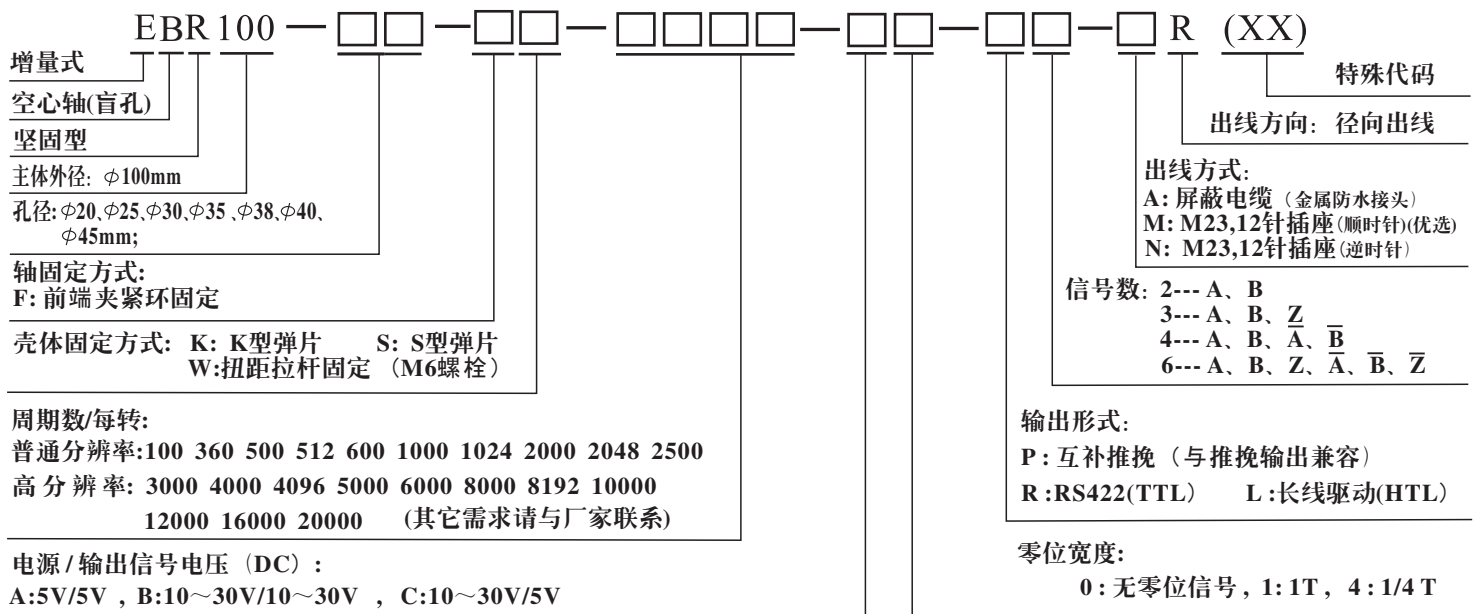 EBR100 — □□ — □□ — □□□□ — □□ — □□ — □ R (XX)
增量式
空心轴(盲孔)
坚固型
主体外径: φ100mm
孔径:φ20、φ25、φ30、φ35 、φ38、φ40、
φ45mm;
轴固定方式:
F: 前端夹紧环固定
壳体固定方式: K: K型弹片 S: S型弹片
W:扭距拉杆固定 （M6螺栓）
周期数/每转:
普通分辨率:100 360 500 512 600 1000 1024 2000 2048 2500
高分辨率: 3000 4000 4096 5000 6000 8000 8192 10000
12000 16000 20000 (其它需求请与厂家联系)
电源 / 输出信号电压（DC）:
A:5V/5V , B:10～30V/10～30V , C:10～30V/5V
特殊代码
出线方向: 径向出线
出线方式:
A: 屏蔽电缆（金属防水接头）
M: M23,12针插座(顺时针)(优选)
N: M23,12针插座(逆时针)
信号数: 2--- A、B
3--- A、B、Z
4--- A、B、A̅、B̅
6--- A、B、Z、A̅、B̅、Z̅
输出形式:
P : 互补推挽（与推挽输出兼容）
R :RS422(TTL) L :长线驱动(HTL)
零位宽度:
0 : 无零位信号 , 1: 1T , 4 : 1/4 T